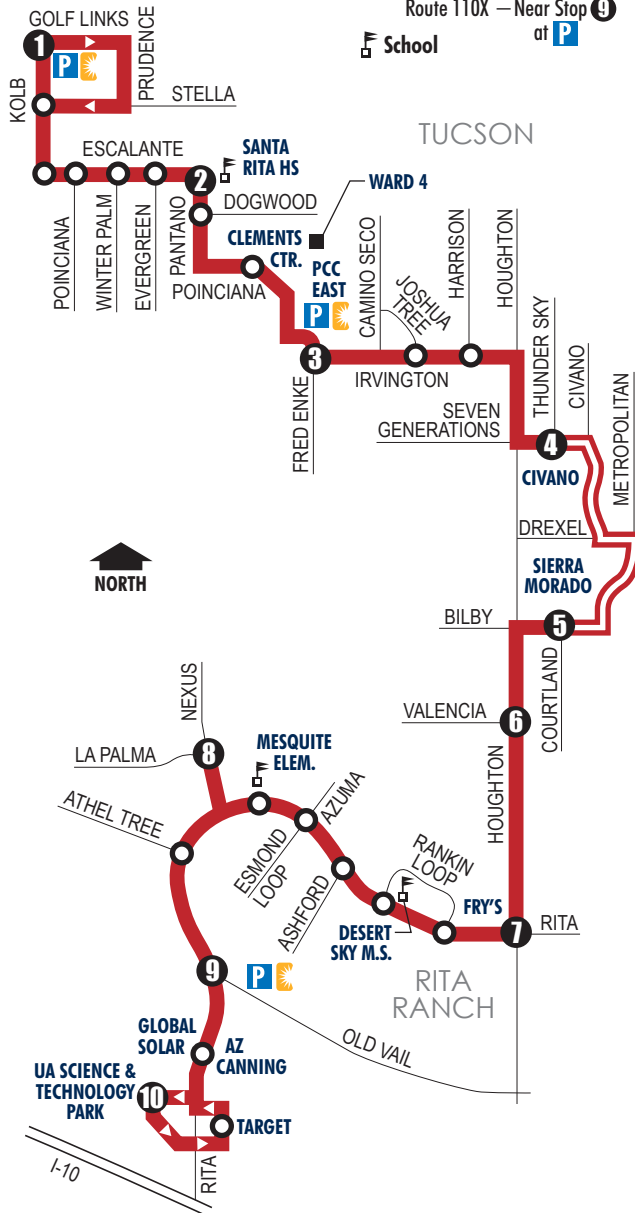 Route 110X – Near Stop 9
at P
School
GOLF LINKS
1
P
PRUDENCE
KOLB
STELLA
TUCSON
ESCALANTE
SANTA
RITA HS
2
WARD 4
DOGWOOD
POINCIANA
WINTER PALM
EVERGREEN
PANTANO
CLEMENTS
CTR.
POINCIANA
PCC
EAST
P
CAMINO SECO
JOSHUA
TREE
HARRISON
HOUGHTON
3
IRVINGTON
FRED ENKE
THUNDER SKY
CIVANO
METROPOLITAN
SEVEN
GENERATIONS
4
CIVANO
DREXEL
NORTH
SIERRA
MORADO
BILBY
5
COURTLAND
NEXUS
VALENCIA
6
LA PALMA
8
MESQUITE
ELEM.
HOUGHTON
ATHEL TREE
AZUMA
ESMOND
LOOP
RANKIN
LOOP
ASHFORD
FRY'S
DESERT
SKY M.S.
7
RITA
9
P
RITA
RANCH
OLD VAIL
GLOBAL
SOLAR
AZ
CANNING
UA SCIENCE &
TECHNOLOGY
PARK
10
TARGET
RITA
I-10